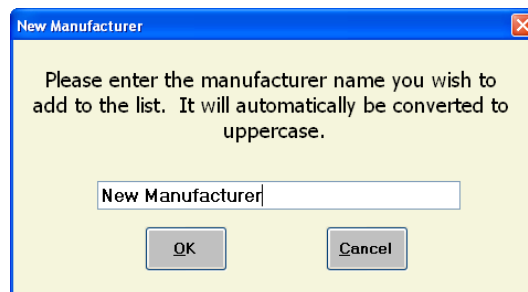 New Manufacturer
Please enter the manufacturer name you wish to
add to the list.  It will automatically be converted to
uppercase.
New Manufacturer
OK
Cancel